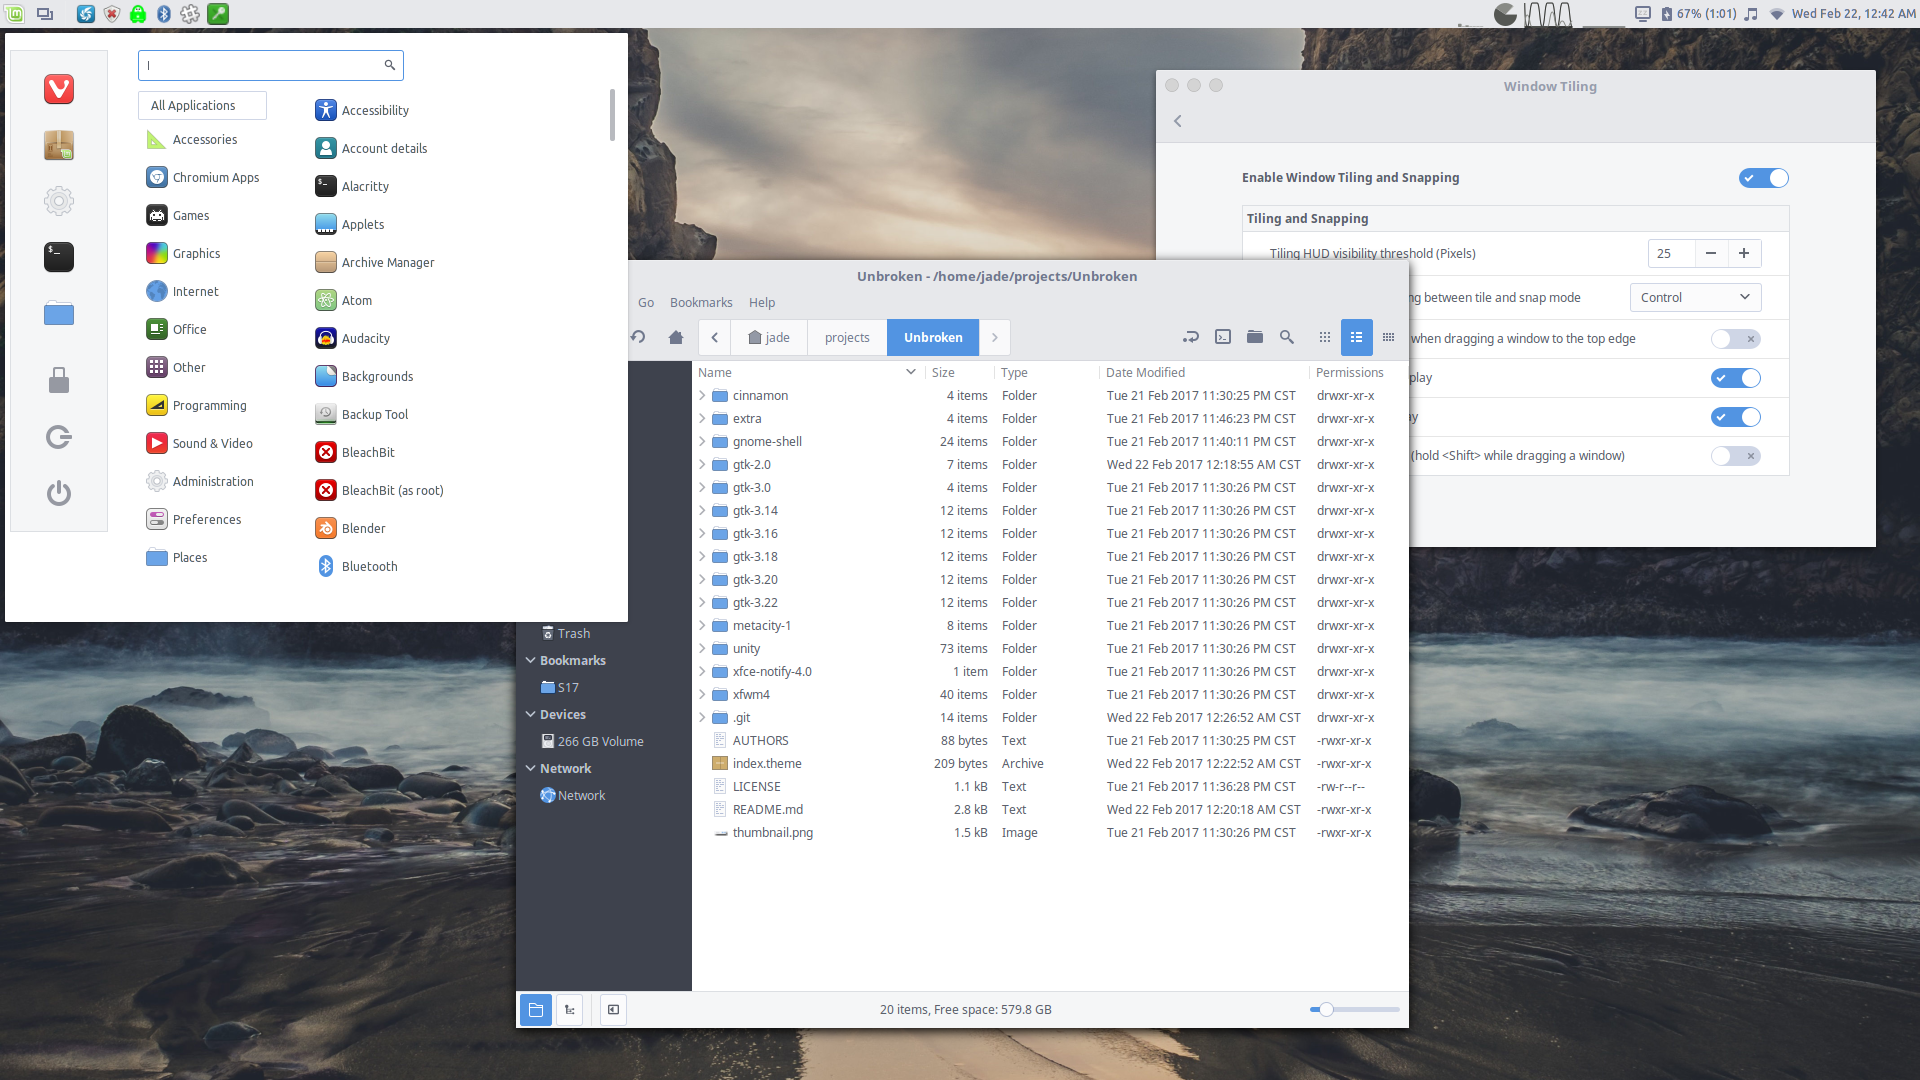 67% (1:01)
Wed Feb 22, 12:42 AM
l
All Applications
Accessories
Chromium Apps
Games
Graphics
Internet
Office
Other
Programming
Sound & Video
Administration
Preferences
Places
Accessibility
Account details
Alacritty
Applets
Archive Manager
Atom
Audacity
Backgrounds
Backup Tool
BleachBit
BleachBit (as root)
Blender
Bluetooth
Window Tiling
Enable Window Tiling and Snapping
Tiling and Snapping
Tiling HUD visibility threshold (Pixels) 25
between tile and snap mode Control
when dragging a window to the top edge
(hold <Shift> while dragging a window)
Unbroken - /home/jade/projects/Unbroken
Go Bookmarks Help
jade projects Unbroken
Name Size Type Date Modified Permissions
cinnamon 4 items Folder Tue 21 Feb 2017 11:30:25 PM CST drwxr-xr-x
extra 4 items Folder Tue 21 Feb 2017 11:46:23 PM CST drwxr-xr-x
gnome-shell 24 items Folder Tue 21 Feb 2017 11:40:11 PM CST drwxr-xr-x
gtk-2.0 7 items Folder Wed 22 Feb 2017 12:18:55 AM CST drwxr-xr-x
gtk-3.0 4 items Folder Tue 21 Feb 2017 11:30:26 PM CST drwxr-xr-x
gtk-3.14 12 items Folder Tue 21 Feb 2017 11:30:26 PM CST drwxr-xr-x
gtk-3.16 12 items Folder Tue 21 Feb 2017 11:30:26 PM CST drwxr-xr-x
gtk-3.18 12 items Folder Tue 21 Feb 2017 11:30:26 PM CST drwxr-xr-x
gtk-3.20 12 items Folder Tue 21 Feb 2017 11:30:26 PM CST drwxr-xr-x
gtk-3.22 12 items Folder Tue 21 Feb 2017 11:30:26 PM CST drwxr-xr-x
metacity-1 8 items Folder Tue 21 Feb 2017 11:30:26 PM CST drwxr-xr-x
unity 73 items Folder Tue 21 Feb 2017 11:30:26 PM CST drwxr-xr-x
xfce-notify-4.0 1 item Folder Tue 21 Feb 2017 11:30:26 PM CST drwxr-xr-x
xfwm4 40 items Folder Tue 21 Feb 2017 11:30:26 PM CST drwxr-xr-x
.git 14 items Folder Wed 22 Feb 2017 12:26:52 AM CST drwxr-xr-x
AUTHORS 88 bytes Text Tue 21 Feb 2017 11:30:25 PM CST -rwxr-xr-x
index.theme 209 bytes Archive Wed 22 Feb 2017 12:22:52 AM CST -rwxr-xr-x
LICENSE 1.1 kB Text Tue 21 Feb 2017 11:36:28 PM CST -rw-r--r--
README.md 2.8 kB Text Wed 22 Feb 2017 12:20:18 AM CST -rwxr-xr-x
thumbnail.png 1.5 kB Image Tue 21 Feb 2017 11:30:26 PM CST -rwxr-xr-x
Trash
Bookmarks
S17
Devices
266 GB Volume
Network
Network
20 items, Free space: 579.8 GB